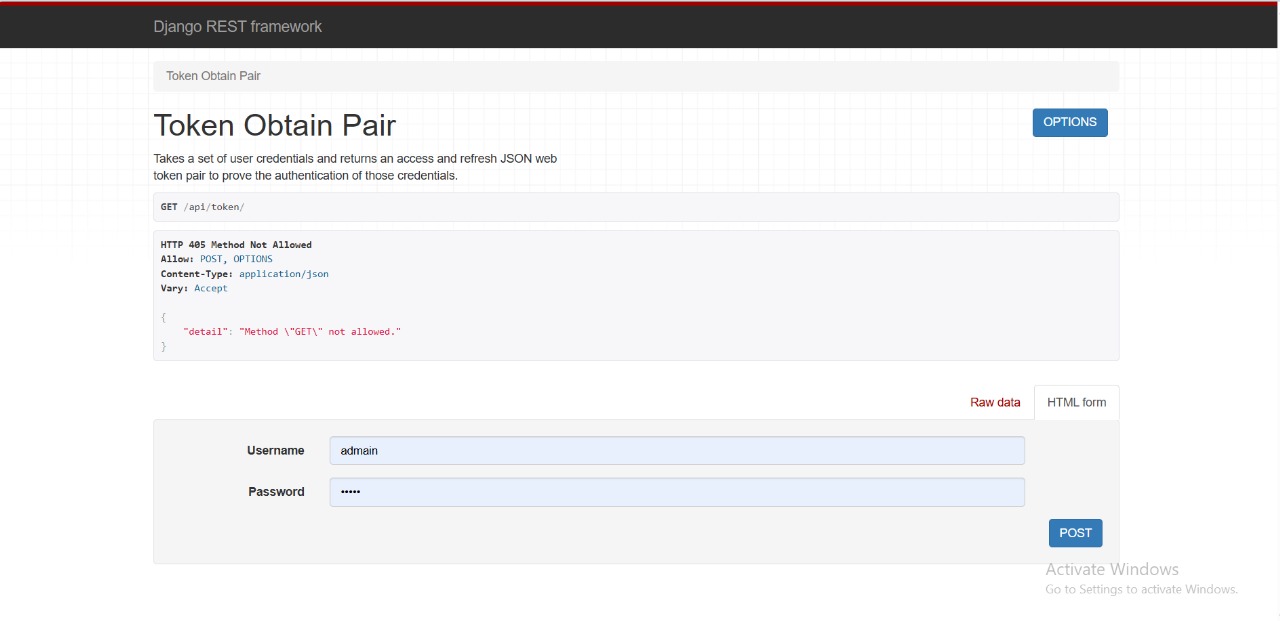 Django REST framework
Token Obtain Pair
Token Obtain Pair
OPTIONS
Takes a set of user credentials and returns an access and refresh JSON web
token pair to prove the authentication of those credentials.
GET /api/token/
HTTP 405 Method Not Allowed
Allow: POST, OPTIONS
Content-Type: application/json
Vary: Accept
{
"detail": "Method \"GET\" not allowed."
}
Raw data
HTML form
Username
admain
Password
•••••
POST
Activate Windows
Go to Settings to activate Windows.